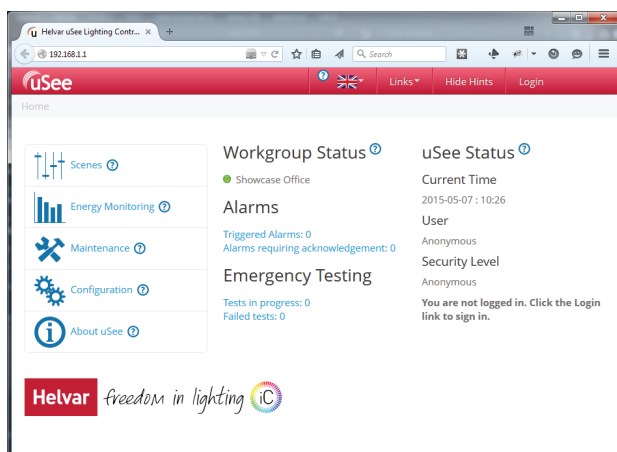 Helvar uSee Lighting Contr...
192.168.1.1
Search
uSee
Links
Hide Hints
Login
Home
Scenes
Energy Monitoring
Maintenance
Configuration
About uSee
Workgroup Status
Showcase Office
Alarms
Triggered Alarms: 0
Alarms requiring acknowledgement: 0
Emergency Testing
Tests in progress: 0
Failed tests: 0
uSee Status
Current Time
2015-05-07 : 10:26
User
Anonymous
Security Level
Anonymous
You are not logged in. Click the Login
link to sign in.
Helvar freedom in lighting iC